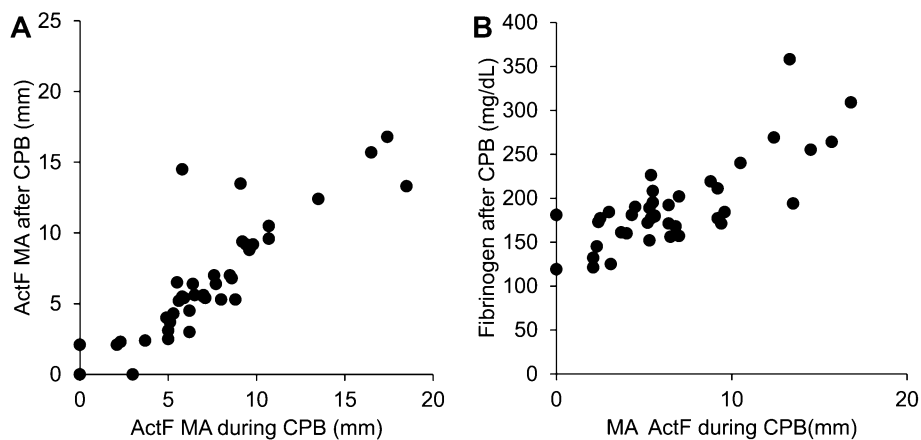 A
ActF MA after CPB (mm)
25
20
15
10
5
0
0 5 10 15 20
ActF MA during CPB (mm)
B
Fibrinogen after CPB (mg/dL)
400
350
300
250
200
150
100
50
0
0 10 20
MA ActF during CPB(mm)